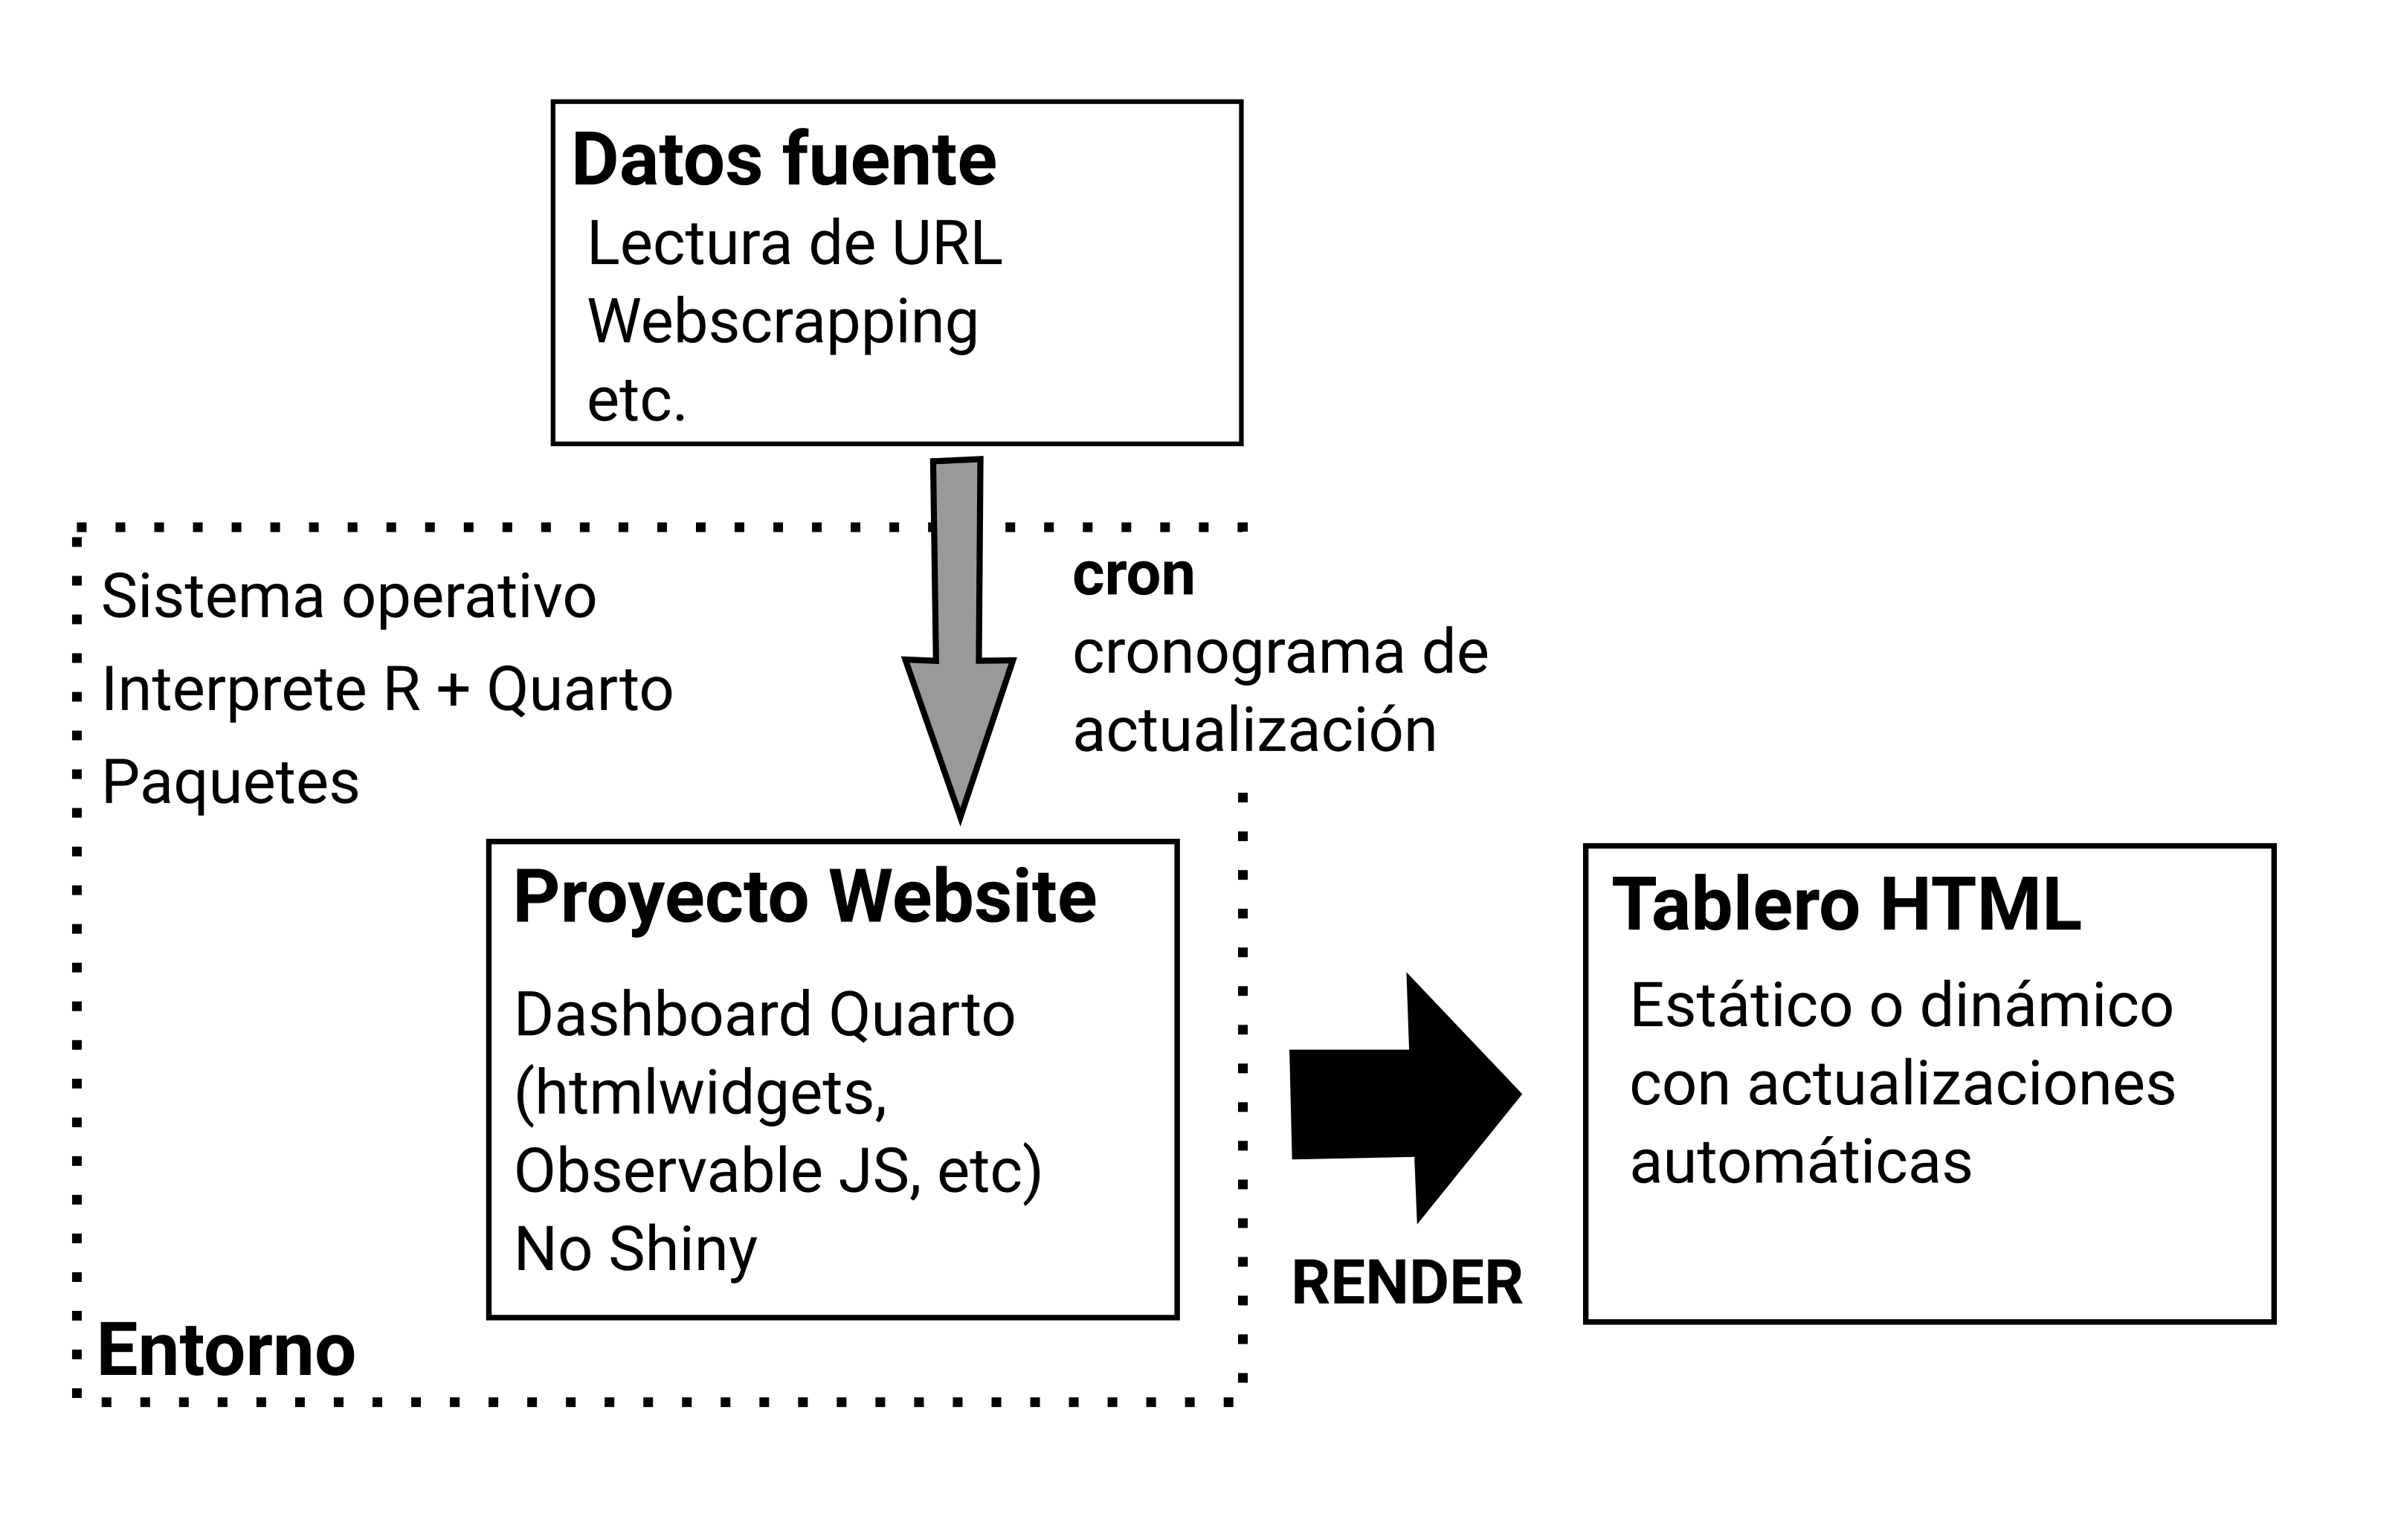 Datos fuente
Lectura de URL
Webscrapping
etc.
cron
cronograma de
actualización
Sistema operativo
Interprete R + Quarto
Paquetes
Proyecto Website
Dashboard Quarto
(htmlwidgets,
Observable JS, etc)
No Shiny
Entorno
RENDER
Tablero HTML
Estático o dinámico
con actualizaciones
automáticas